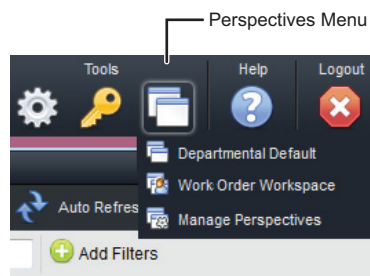 Perspectives Menu
Tools Help Logout
Departmental Default
Work Order Workspace
Auto Refres
Manage Perspectives
Add Filters